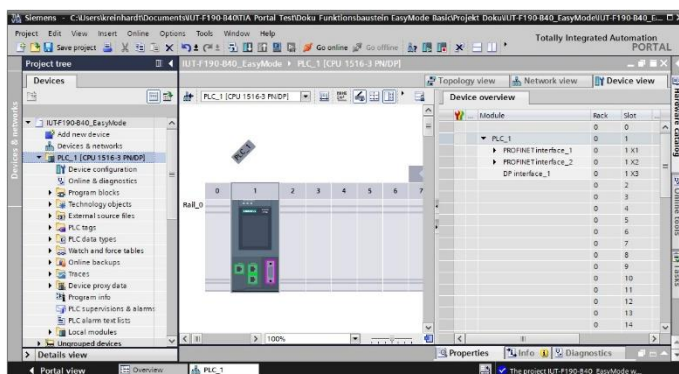 Siemens - C:\Users\kreinhardt\Documents\IUT-F190-B40\TIA Portal Test\Doku Funktionsbaustein EasyMode Basic\Projekt Doku\IUT-F190-B40_EasyMode\IUT-F190-B40_E...
Project Edit View Insert Online Options Tools Window Help
Totally Integrated Automation
PORTAL
Save project
Go online
Go offline
Project tree
IUT-F190-B40_EasyMode ▸ PLC_1 [CPU 1516-3 PN/DP]
Devices
Topology view
Network view
Device view
PLC_1 [CPU 1516-3 PN/DP]
Device overview
Module Rack Slot
0 0
PLC_1 0 1
PROFINET interface_1 0 1 X1
PROFINET interface_2 0 1 X2
DP interface_1 0 1 X3
0 2
0 3
0 4
0 5
0 6
0 7
0 8
0 9
0 10
0 11
0 12
0 13
0 14
IUT-F190-B40_EasyMode
Add new device
Devices & networks
PLC_1 [CPU 1516-3 PN/DP]
Device configuration
Online & diagnostics
Program blocks
Technology objects
External source files
PLC tags
PLC data types
Watch and force tables
Online backups
Traces
Device proxy data
Program info
PLC supervisions & alarms
PLC alarm text lists
Local modules
Ungrouped devices
PLC_1
0 1 2 3 4 5 6 7
Rail_0
100%
Devices & networks
Hardware catalog
Online tools
Tasks
Details view
Properties
Info
Diagnostics
Portal view
Overview
PLC_1
The project IUT-F190-B40_EasyMode w...